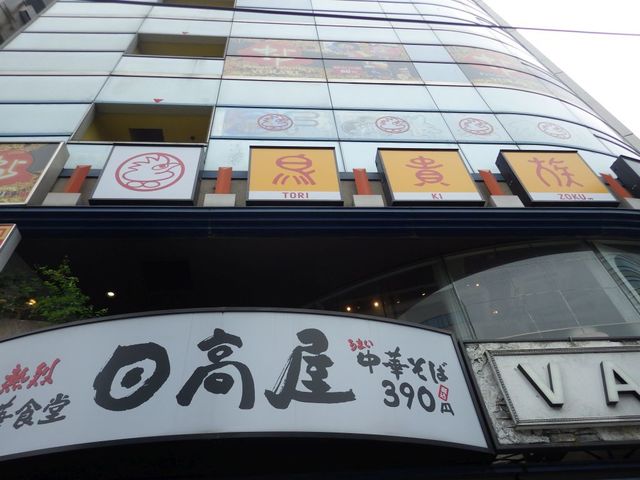 鳥 貴 族
TORI KI ZOKU
熱烈
食堂
日高屋
うまい
中華そば
390円
VA